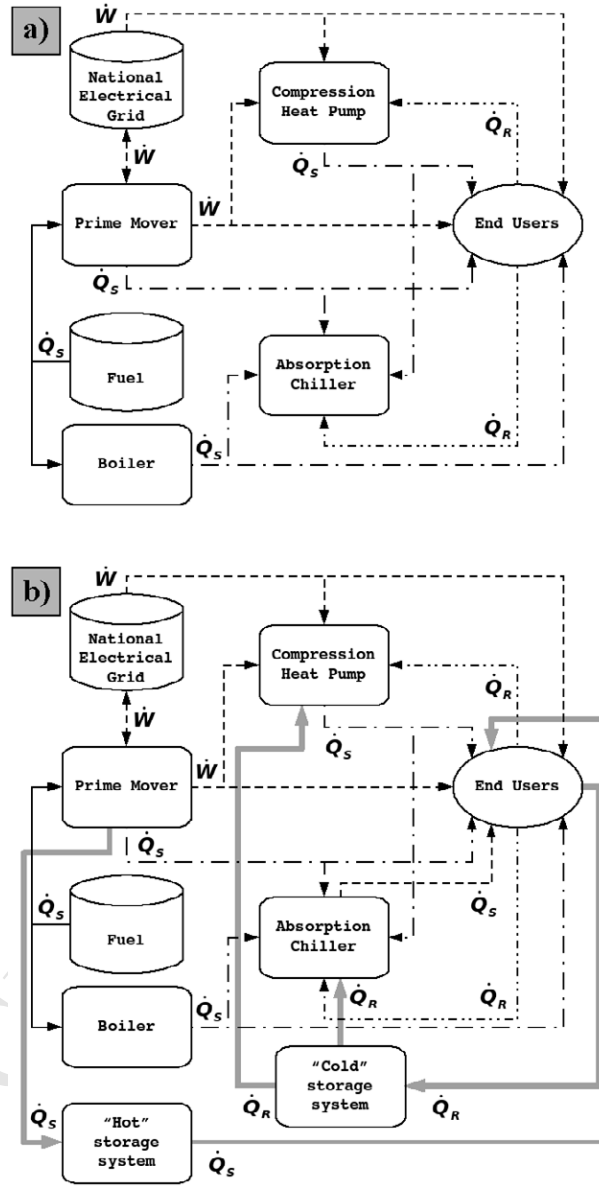 a)
Ẇ
National
Electrical
Grid
Compression
Heat Pump
Q̇R
Ẇ
Q̇S
Prime Mover
Ẇ
End Users
Q̇S
Q̇S
Fuel
Absorption
Chiller
Q̇R
Boiler
Q̇S
b)
Ẇ
National
Electrical
Grid
Compression
Heat Pump
Q̇R
Ẇ
Q̇S
Prime Mover
Ẇ
End Users
Q̇S
Q̇S
Fuel
Absorption
Chiller
Q̇S
Q̇R
Q̇R
Boiler
Q̇S
"Cold"
storage
system
Q̇R
Q̇R
Q̇S
"Hot"
storage
system
Q̇S